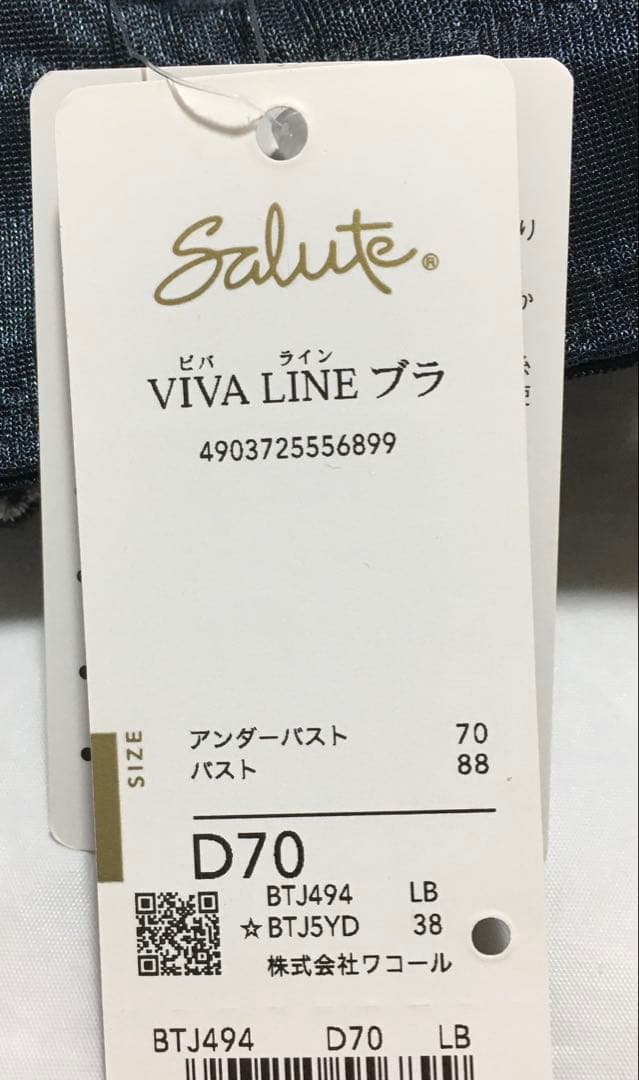 Salute®
ビバ ライン
VIVA LINE ブラ
4903725556899
SIZE
アンダーバスト 70
バスト 88
D70
BTJ494 LB
☆BTJ5YD 38
株式会社ワコール
BTJ494 D70 LB
り
か